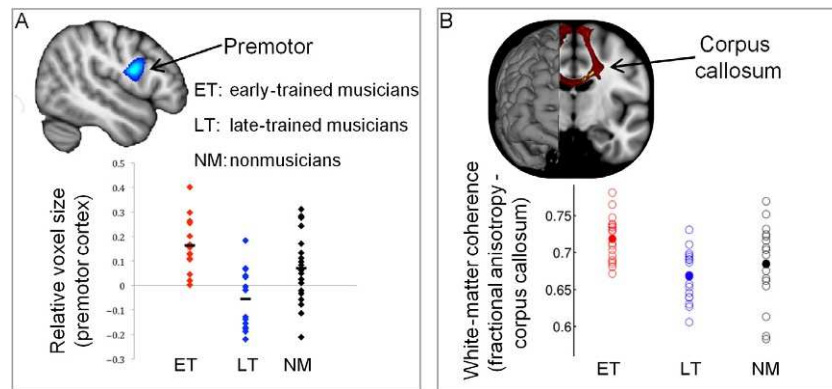 A
Premotor
ET: early-trained musicians
LT: late-trained musicians
NM: nonmusicians
Relative voxel size
(premotor cortex)
0.5
0.4
0.3
0.2
0.1
0
-0.1
-0.2
-0.3
ET LT NM
B
Corpus
callosum
White-matter coherence
(fractional anisotropy -
corpus callosum)
0.75
0.7
0.65
0.6
ET LT NM